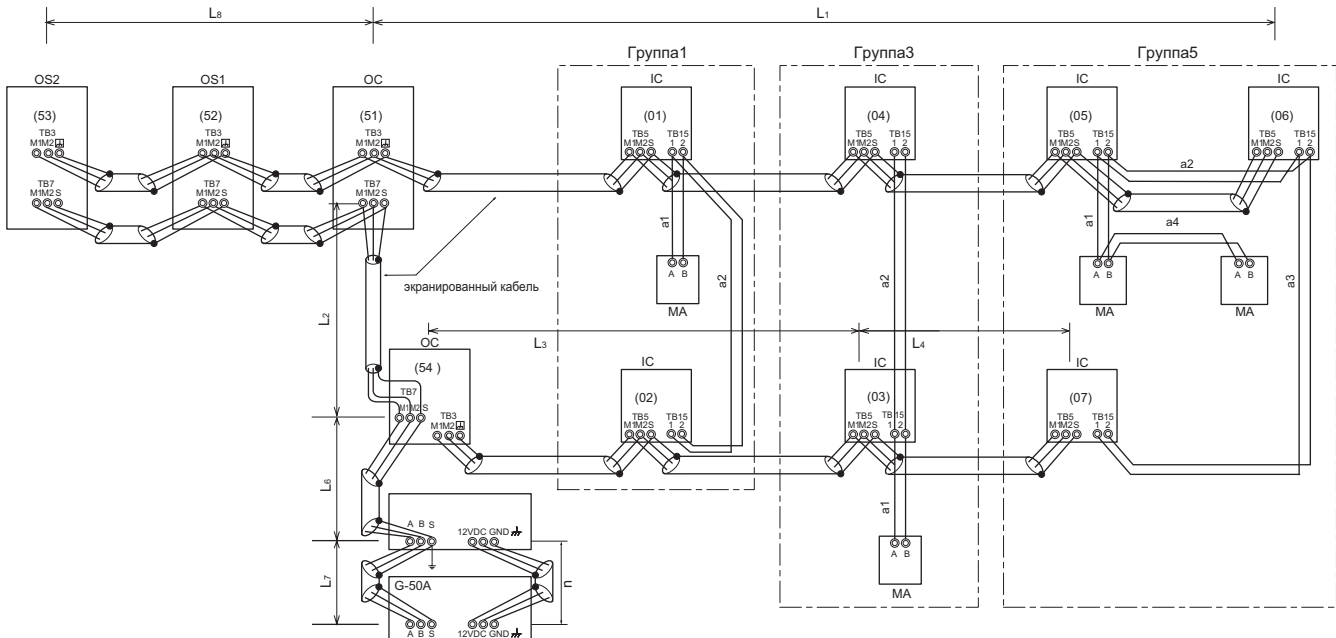 L8
L1
Группа1
Группа3
Группа5
OS2
OS1
OC
IC
IC
IC
IC
(53)
(52)
(51)
(01)
(04)
(05)
(06)
TB3
TB3
TB3
TB5
TB15
TB5
TB15
TB5
TB15
TB5
TB15
M1M2
M1M2
M1M2
M1M2S
1 2
M1M2S
1 2
M1M2S
1 2
M1M2S
1 2
a2
TB7
TB7
TB7
M1M2 S
M1M2 S
M1M2 S
a1
a1
a4
A B
A B
A B
экранированный кабель
a2
a2
a3
MA
MA
MA
L2
L3
L4
OC
IC
IC
IC
(54 )
(02)
(03)
(07)
TB7
TB5
TB15
TB5
TB15
TB5
TB15
M1M2 S
TB3
M1M2
M1M2S
1 2
M1M2S
1 2
M1M2S
1 2
L6
a1
A B S
12VDC GND
A B
MA
L7
n
G-50A
A B S
12VDC GND